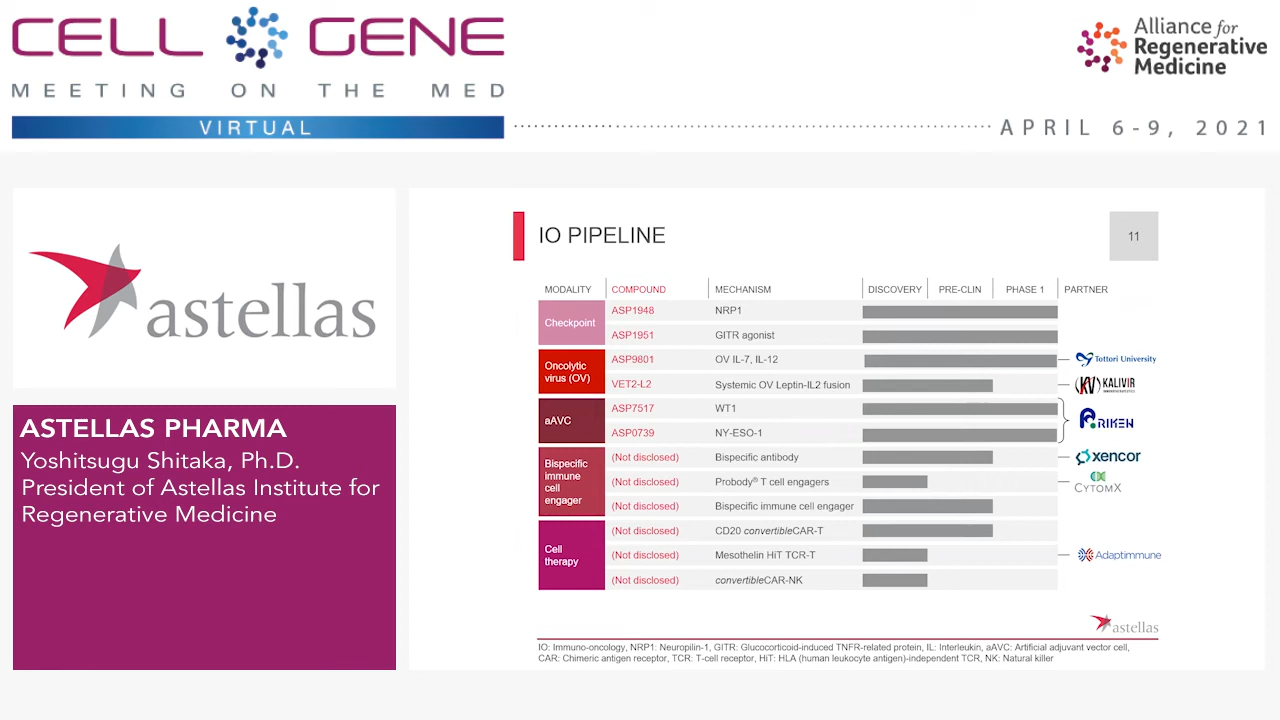 CELL GENE
MEETING ON THE MED
VIRTUAL
Alliance for
Regenerative
Medicine
APRIL 6-9, 2021
astellas
ASTELLAS PHARMA
Yoshitsugu Shitaka, Ph.D.
President of Astellas Institute for
Regenerative Medicine
IO PIPELINE
11
MODALITY COMPOUND MECHANISM DISCOVERY PRE-CLIN PHASE 1 PARTNER
Checkpoint
ASP1948 NRP1
ASP1951 GITR agonist
Oncolytic
virus (OV)
ASP9801 OV IL-7, IL-12 Tottori University
VET2-L2 Systemic OV Leptin-IL2 fusion KALIVIR
aAVC
ASP7517 WT1
ASP0739 NY-ESO-1
RIKEN
Bispecific
immune
cell
engager
(Not disclosed) Bispecific antibody xencor
(Not disclosed) Probody® T cell engagers CYTOMX
(Not disclosed) Bispecific immune cell engager
Cell
therapy
(Not disclosed) CD20 convertibleCAR-T
(Not disclosed) Mesothelin HiT TCR-T Adaptimmune
(Not disclosed) convertibleCAR-NK
astellas
IO: Immuno-oncology, NRP1: Neuropilin-1, GITR: Glucocorticoid-induced TNFR-related protein, IL: Interleukin, aAVC: Artificial adjuvant vector cell,
CAR: Chimeric antigen receptor, TCR: T-cell receptor, HiT: HLA (human leukocyte antigen)-independent TCR, NK: Natural killer